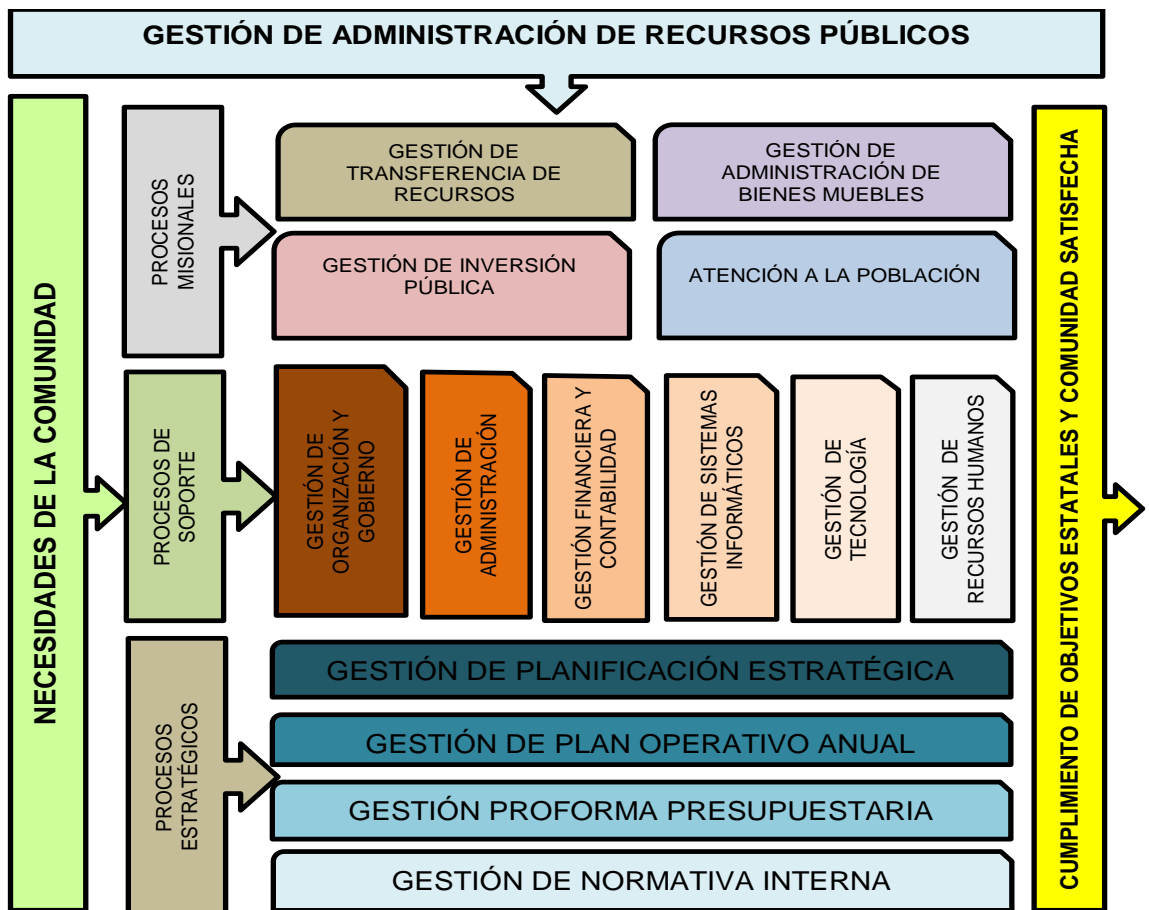 GESTIÓN DE ADMINISTRACIÓN DE RECURSOS PÚBLICOS
NECESIDADES DE LA COMUNIDAD
PROCESOS
MISIONALES
GESTIÓN DE
TRANSFERENCIA DE
RECURSOS
GESTIÓN DE
ADMINISTRACIÓN DE
BIENES MUEBLES
GESTIÓN DE INVERSIÓN
PÚBLICA
ATENCIÓN A LA POBLACIÓN
PROCESOS DE
SOPORTE
GESTIÓN DE
ORGANIZACIÓN Y
GOBIERNO
GESTIÓN DE
ADMINISTRACIÓN
GESTIÓN FINANCIERA Y
CONTABILIDAD
GESTIÓN DE SISTEMAS
INFORMÁTICOS
GESTIÓN DE
TECNOLOGÍA
GESTIÓN DE
RECURSOS HUMANOS
PROCESOS
ESTRATÉGICOS
GESTIÓN DE PLANIFICACIÓN ESTRATÉGICA
GESTIÓN DE PLAN OPERATIVO ANUAL
GESTIÓN PROFORMA PRESUPUESTARIA
GESTIÓN DE NORMATIVA INTERNA
CUMPLIMIENTO DE OBJETIVOS ESTATALES Y COMUNIDAD SATISFECHA